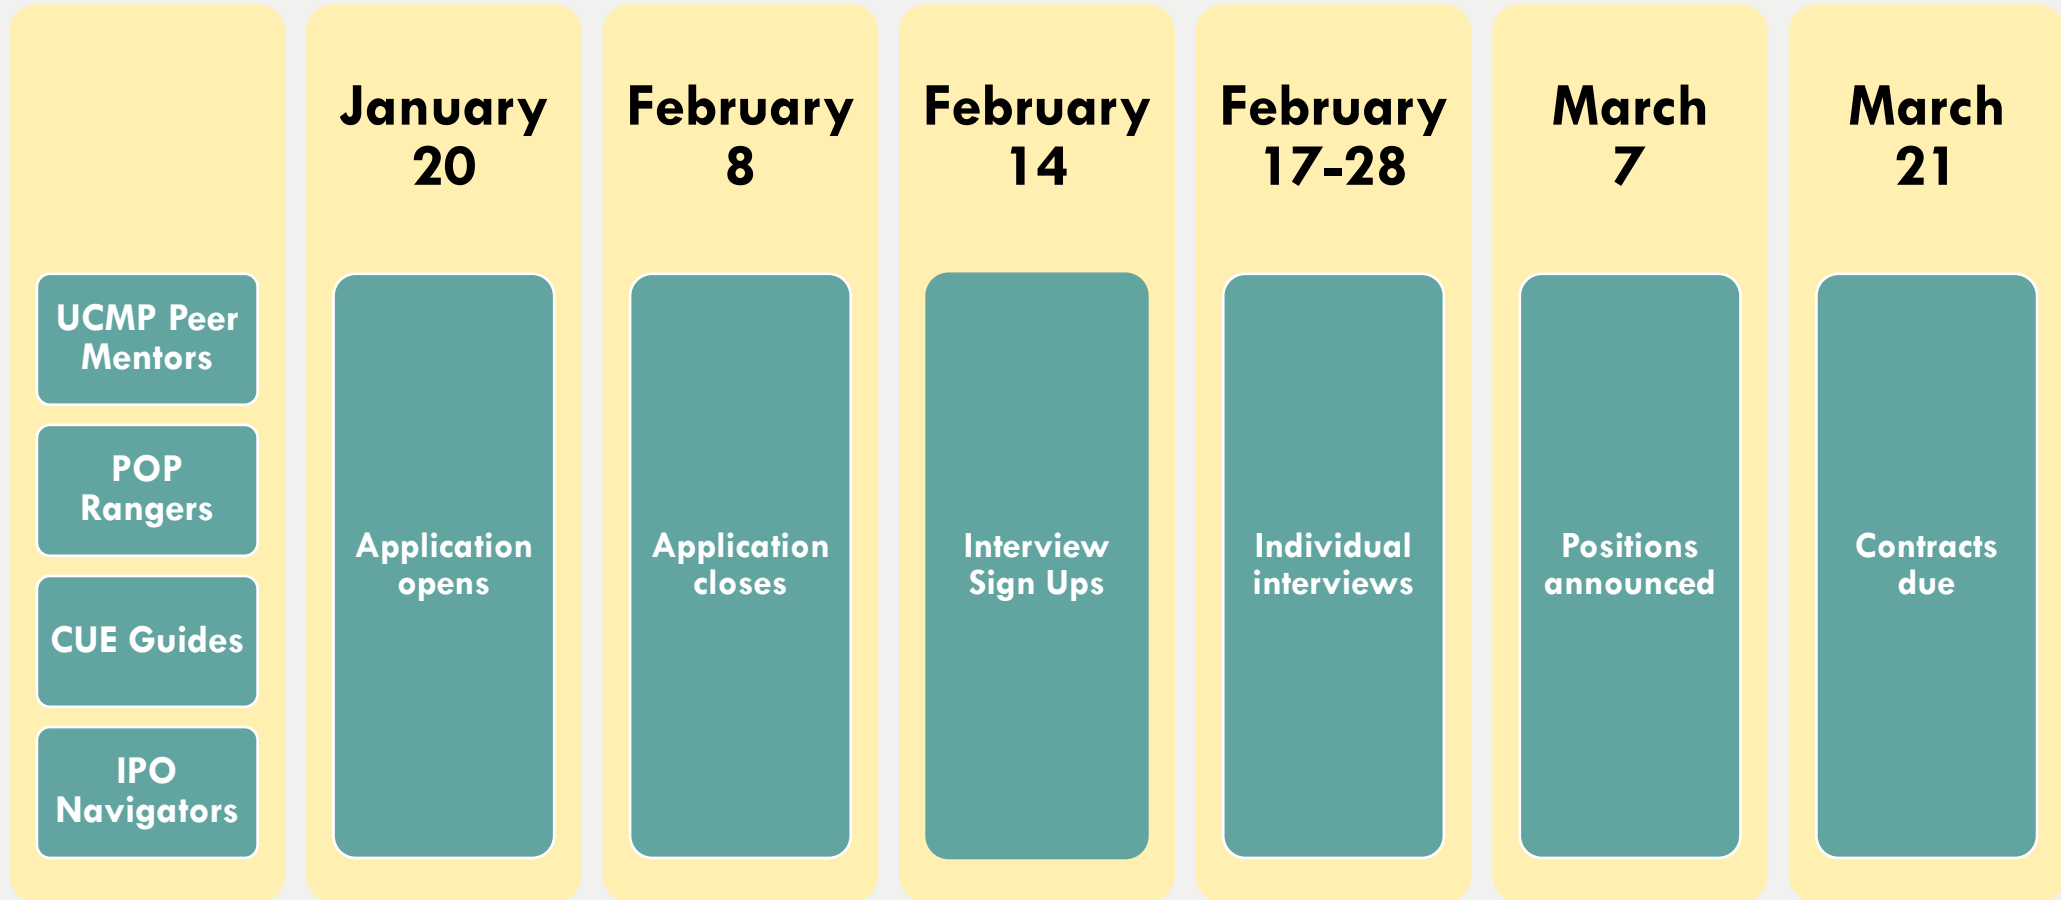 January
20
February
8
February
14
February
17-28
March
7
March
21
UCMP Peer
Mentors
POP
Rangers
CUE Guides
IPO
Navigators
Application
opens
Application
closes
Interview
Sign Ups
Individual
interviews
Positions
announced
Contracts
due